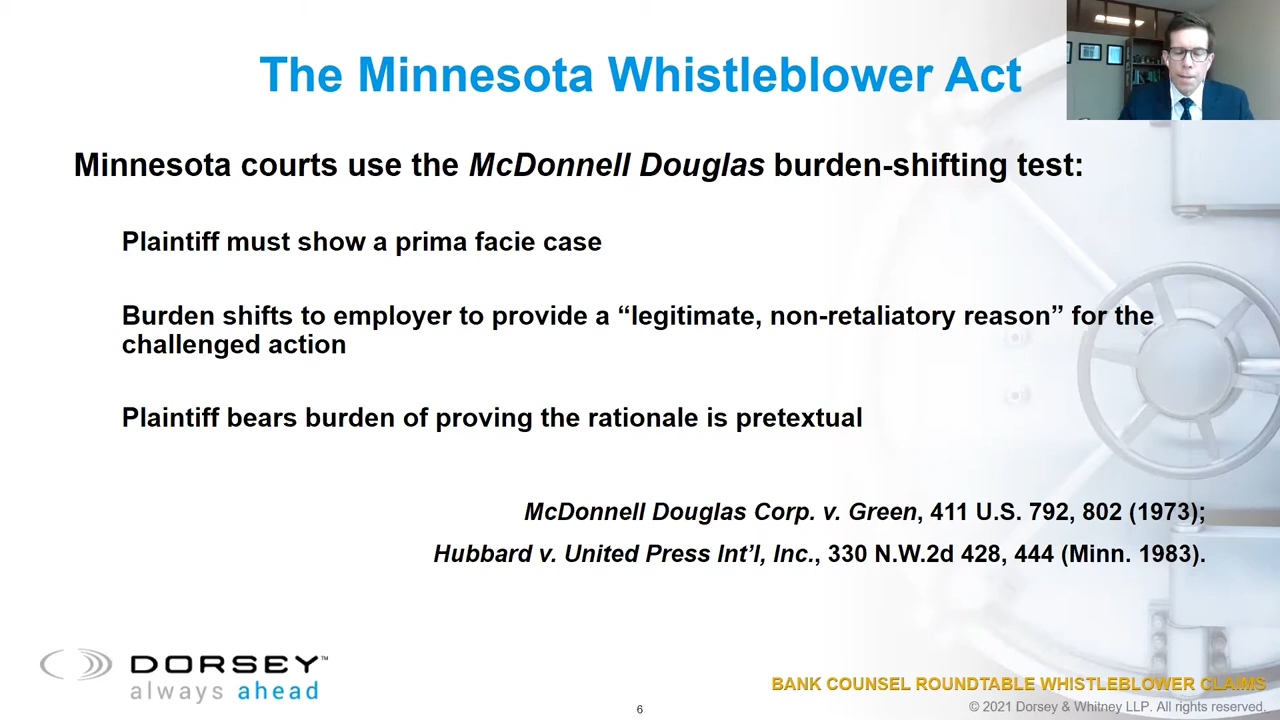 The Minnesota Whistleblower Act
Minnesota courts use the McDonnell Douglas burden-shifting test:
Plaintiff must show a prima facie case
Burden shifts to employer to provide a “legitimate, non-retaliatory reason” for the
challenged action
Plaintiff bears burden of proving the rationale is pretextual
McDonnell Douglas Corp. v. Green, 411 U.S. 792, 802 (1973);
Hubbard v. United Press Int’l, Inc., 330 N.W.2d 428, 444 (Minn. 1983).
DORSEY™
always ahead
BANK COUNSEL ROUNDTABLE WHISTLEBLOWER CLAIMS
6
© 2021 Dorsey & Whitney LLP. All rights reserved.